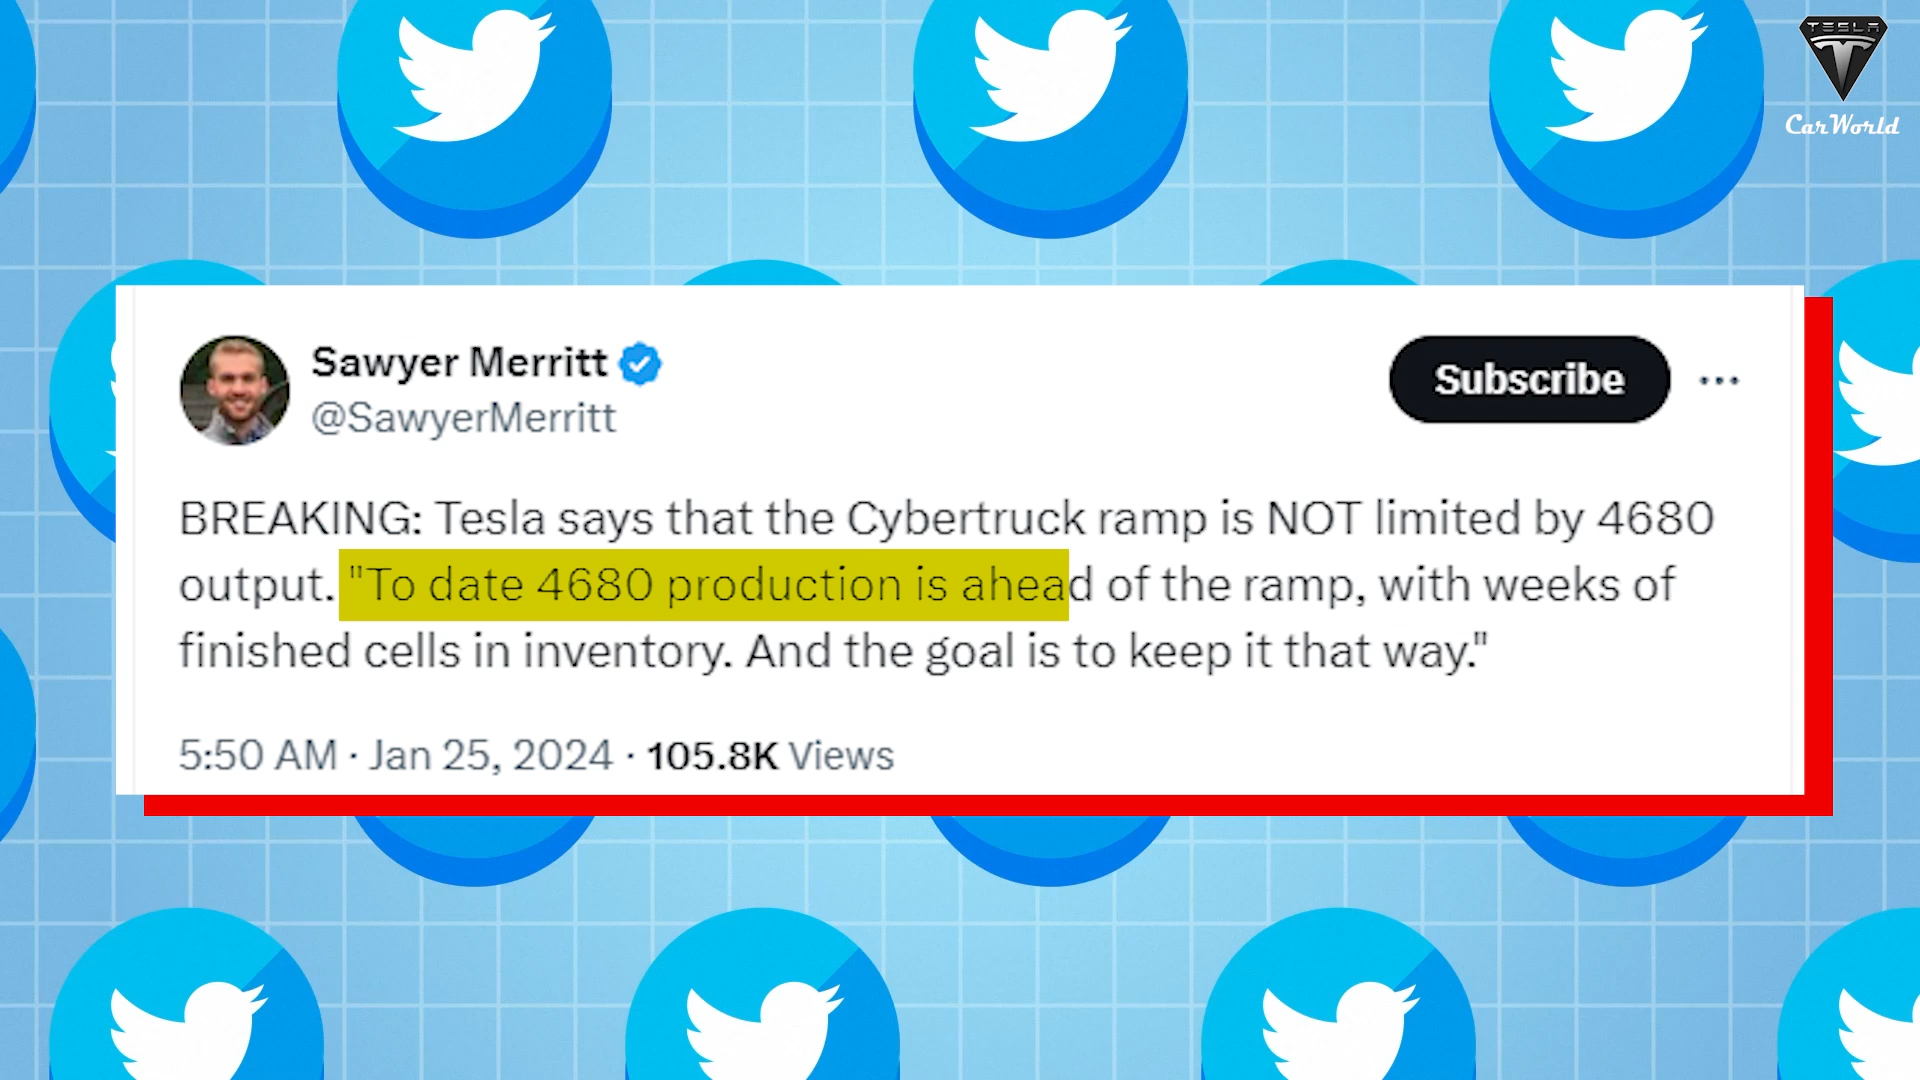 TESLA
CarWorld
Sawyer Merritt
@SawyerMerritt
Subscribe
BREAKING: Tesla says that the Cybertruck ramp is NOT limited by 4680
output. "To date 4680 production is ahead of the ramp, with weeks of
finished cells in inventory. And the goal is to keep it that way."
5:50 AM · Jan 25, 2024 · 105.8K Views